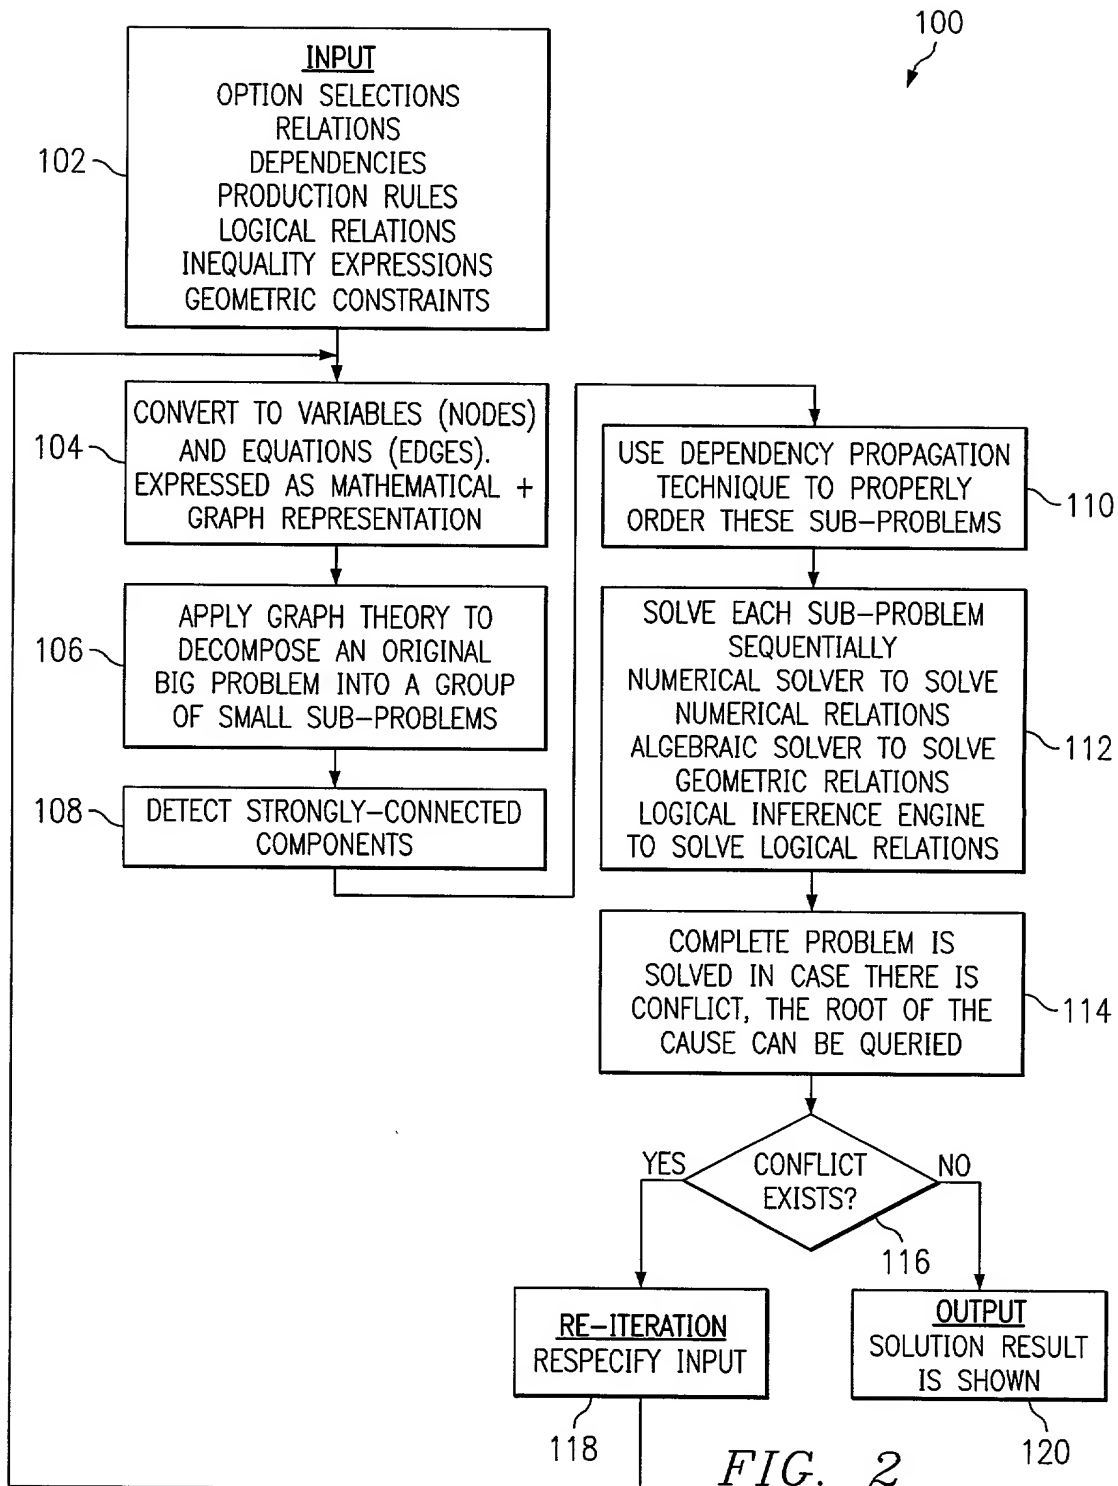 100
INPUT
OPTION SELECTIONS
RELATIONS
DEPENDENCIES
PRODUCTION RULES
LOGICAL RELATIONS
INEQUALITY EXPRESSIONS
GEOMETRIC CONSTRAINTS
102
CONVERT TO VARIABLES (NODES)
AND EQUATIONS (EDGES).
EXPRESSED AS MATHEMATICAL +
GRAPH REPRESENTATION
104
APPLY GRAPH THEORY TO
DECOMPOSE AN ORIGINAL
BIG PROBLEM INTO A GROUP
OF SMALL SUB-PROBLEMS
106
DETECT STRONGLY-CONNECTED
COMPONENTS
108
USE DEPENDENCY PROPAGATION
TECHNIQUE TO PROPERLY
ORDER THESE SUB-PROBLEMS
110
SOLVE EACH SUB-PROBLEM
SEQUENTIALLY
NUMERICAL SOLVER TO SOLVE
NUMERICAL RELATIONS
ALGEBRAIC SOLVER TO SOLVE
GEOMETRIC RELATIONS
LOGICAL INFERENCE ENGINE
TO SOLVE LOGICAL RELATIONS
112
COMPLETE PROBLEM IS
SOLVED IN CASE THERE IS
CONFLICT, THE ROOT OF THE
CAUSE CAN BE QUERIED
114
YES
CONFLICT
EXISTS?
NO
116
RE-ITERATION
RESPECIFY INPUT
118
OUTPUT
SOLUTION RESULT
IS SHOWN
120
FIG. 2